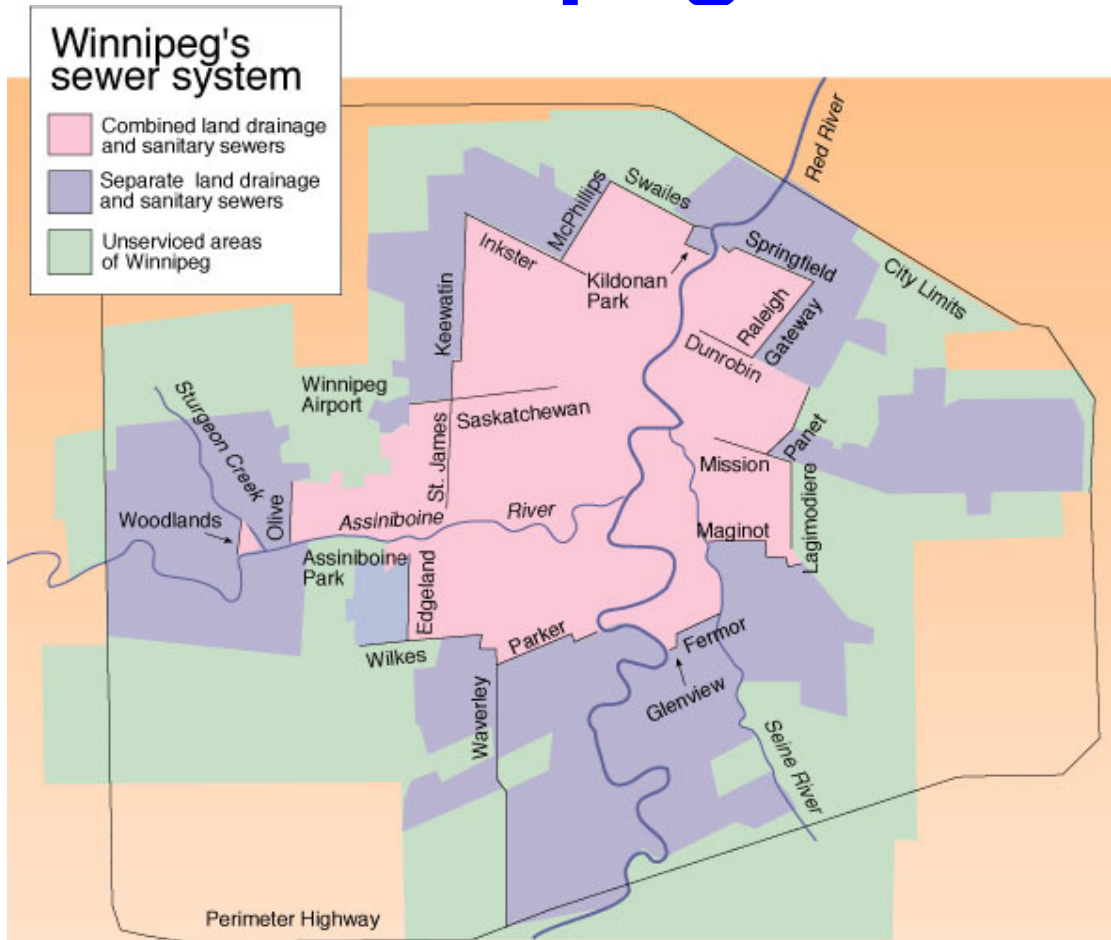 Winnipeg's
sewer system
Combined land drainage
and sanitary sewers
Separate land drainage
and sanitary sewers
Unserviced areas
of Winnipeg
Red River
Swailes
McPhillips
Inkster
Springfield
Kildonan
Park
City Limits
Keewatin
Raleigh
Gateway
Dunrobin
Winnipeg
Airport
Sturgeon Creek
Saskatchewan
St. James
Panet
Mission
Lagimodiere
Olive
Woodlands
Assiniboine
River
Maginot
Assiniboine
Park
Edgeland
Parker
Fermor
Wilkes
Glenview
Waverley
Seine River
Perimeter Highway